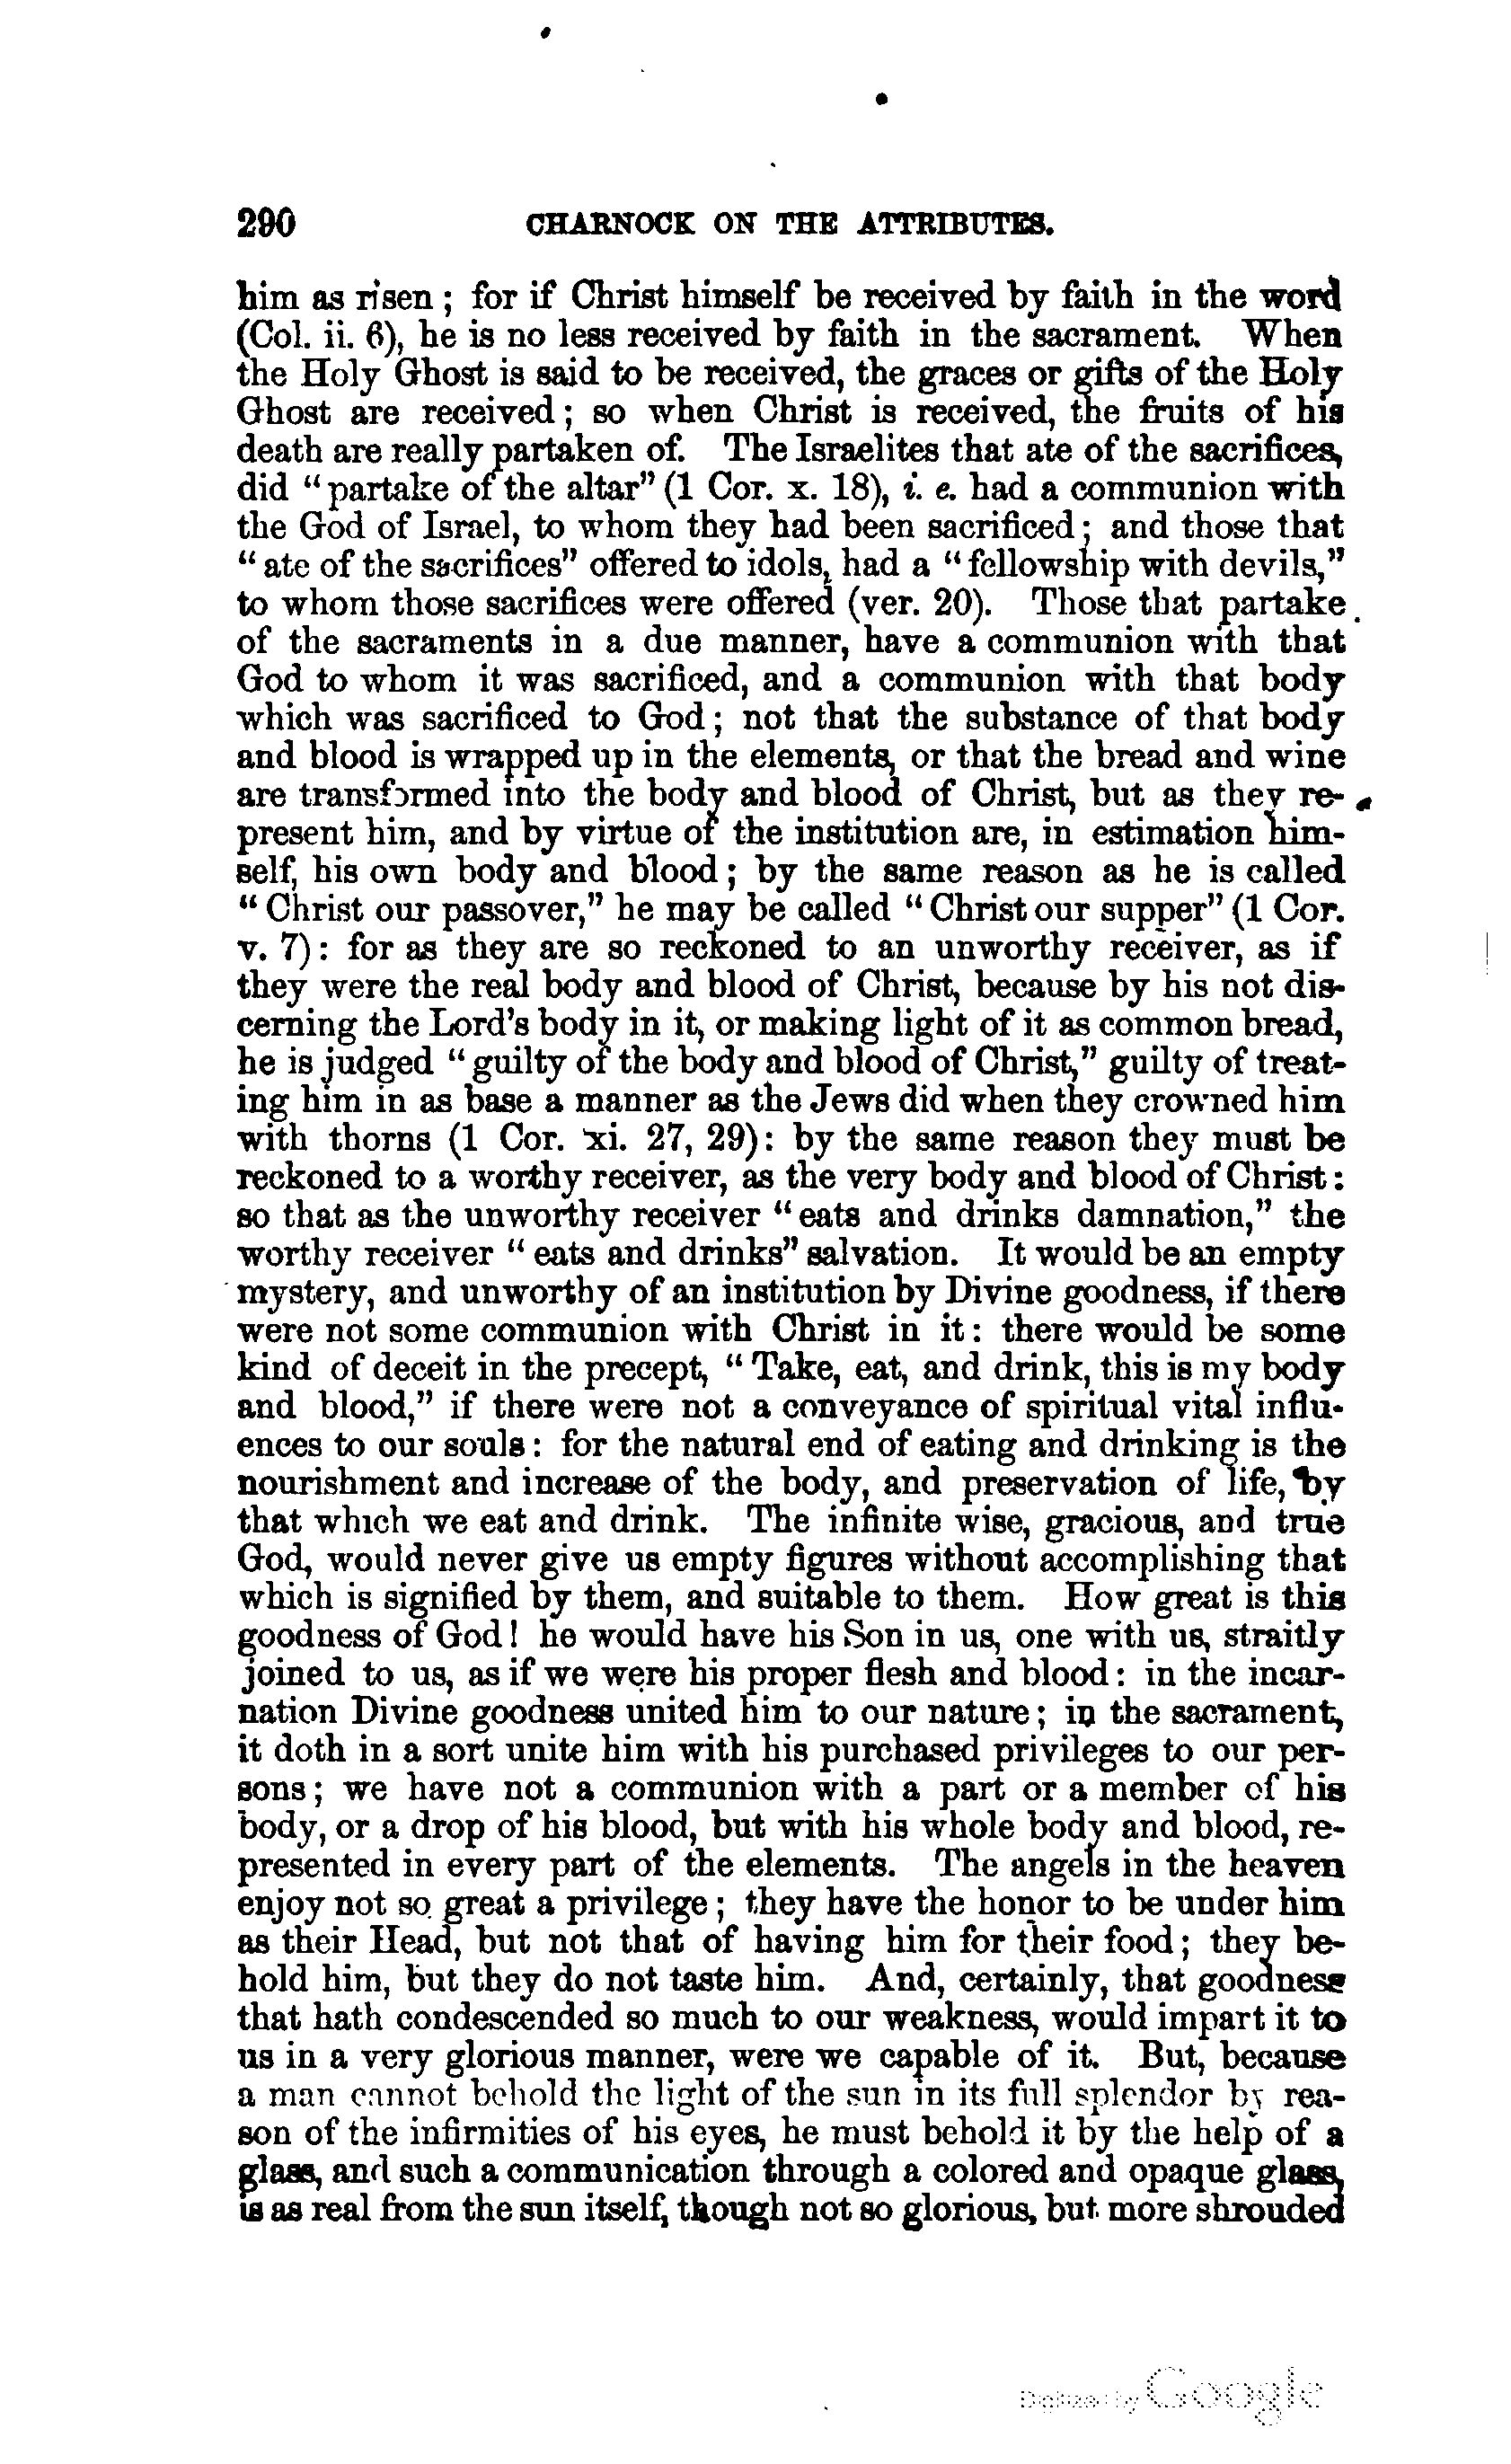 290 CHARNOCK ON THE ATTRIBUTES.
him as risen ; for if Christ himself be received by faith in the word
(Col. ii. 6), he is no less received by faith in the sacrament. When
the Holy Ghost is said to be received, the graces or gifts of the Holy
Ghost are received ; so when Christ is received, the fruits of his
death are really partaken of. The Israelites that ate of the sacrifices,
did "partake of the altar" (1 Cor. x. 18), i. e. had a communion with
the God of Israel, to whom they had been sacrificed ; and those that
"ate of the sacrifices" offered to idols, had a "fellowship with devils,"
to whom those sacrifices were offered (ver. 20). Those that partake
of the sacraments in a due manner, have a communion with that
God to whom it was sacrificed, and a communion with that body
which was sacrificed to God ; not that the substance of that body
and blood is wrapped up in the elements, or that the bread and wine
are transformed into the body and blood of Christ, but as they re-
present him, and by virtue of the institution are, in estimation him-
self, his own body and blood ; by the same reason as he is called
"Christ our passover," he may be called "Christ our supper" (1 Cor.
v. 7) : for as they are so reckoned to an unworthy receiver, as if
they were the real body and blood of Christ, because by his not dis-
cerning the Lord's body in it, or making light of it as common bread,
he is judged "guilty of the body and blood of Christ," guilty of treat-
ing him in as base a manner as the Jews did when they crowned him
with thorns (1 Cor. xi. 27, 29) : by the same reason they must be
reckoned to a worthy receiver, as the very body and blood of Christ :
so that as the unworthy receiver "eats and drinks damnation," the
worthy receiver "eats and drinks" salvation. It would be an empty
mystery, and unworthy of an institution by Divine goodness, if there
were not some communion with Christ in it : there would be some
kind of deceit in the precept, "Take, eat, and drink, this is my body
and blood," if there were not a conveyance of spiritual vital influ-
ences to our souls : for the natural end of eating and drinking is the
nourishment and increase of the body, and preservation of life, by
that which we eat and drink. The infinite wise, gracious, and true
God, would never give us empty figures without accomplishing that
which is signified by them, and suitable to them. How great is this
goodness of God ! he would have his Son in us, one with us, straitly
joined to us, as if we were his proper flesh and blood : in the incar-
nation Divine goodness united him to our nature ; in the sacrament,
it doth in a sort unite him with his purchased privileges to our per-
sons ; we have not a communion with a part or a member of his
body, or a drop of his blood, but with his whole body and blood, re-
presented in every part of the elements. The angels in the heaven
enjoy not so great a privilege ; they have the honor to be under him
as their Head, but not that of having him for their food ; they be-
hold him, but they do not taste him. And, certainly, that goodness
that hath condescended so much to our weakness, would impart it to
us in a very glorious manner, were we capable of it. But, because
a man cannot behold the light of the sun in its full splendor by rea-
son of the infirmities of his eyes, he must behold it by the help of a
glass, and such a communication through a colored and opaque glass,
is as real from the sun itself, though not so glorious, but more shrouded
Digitized by Google